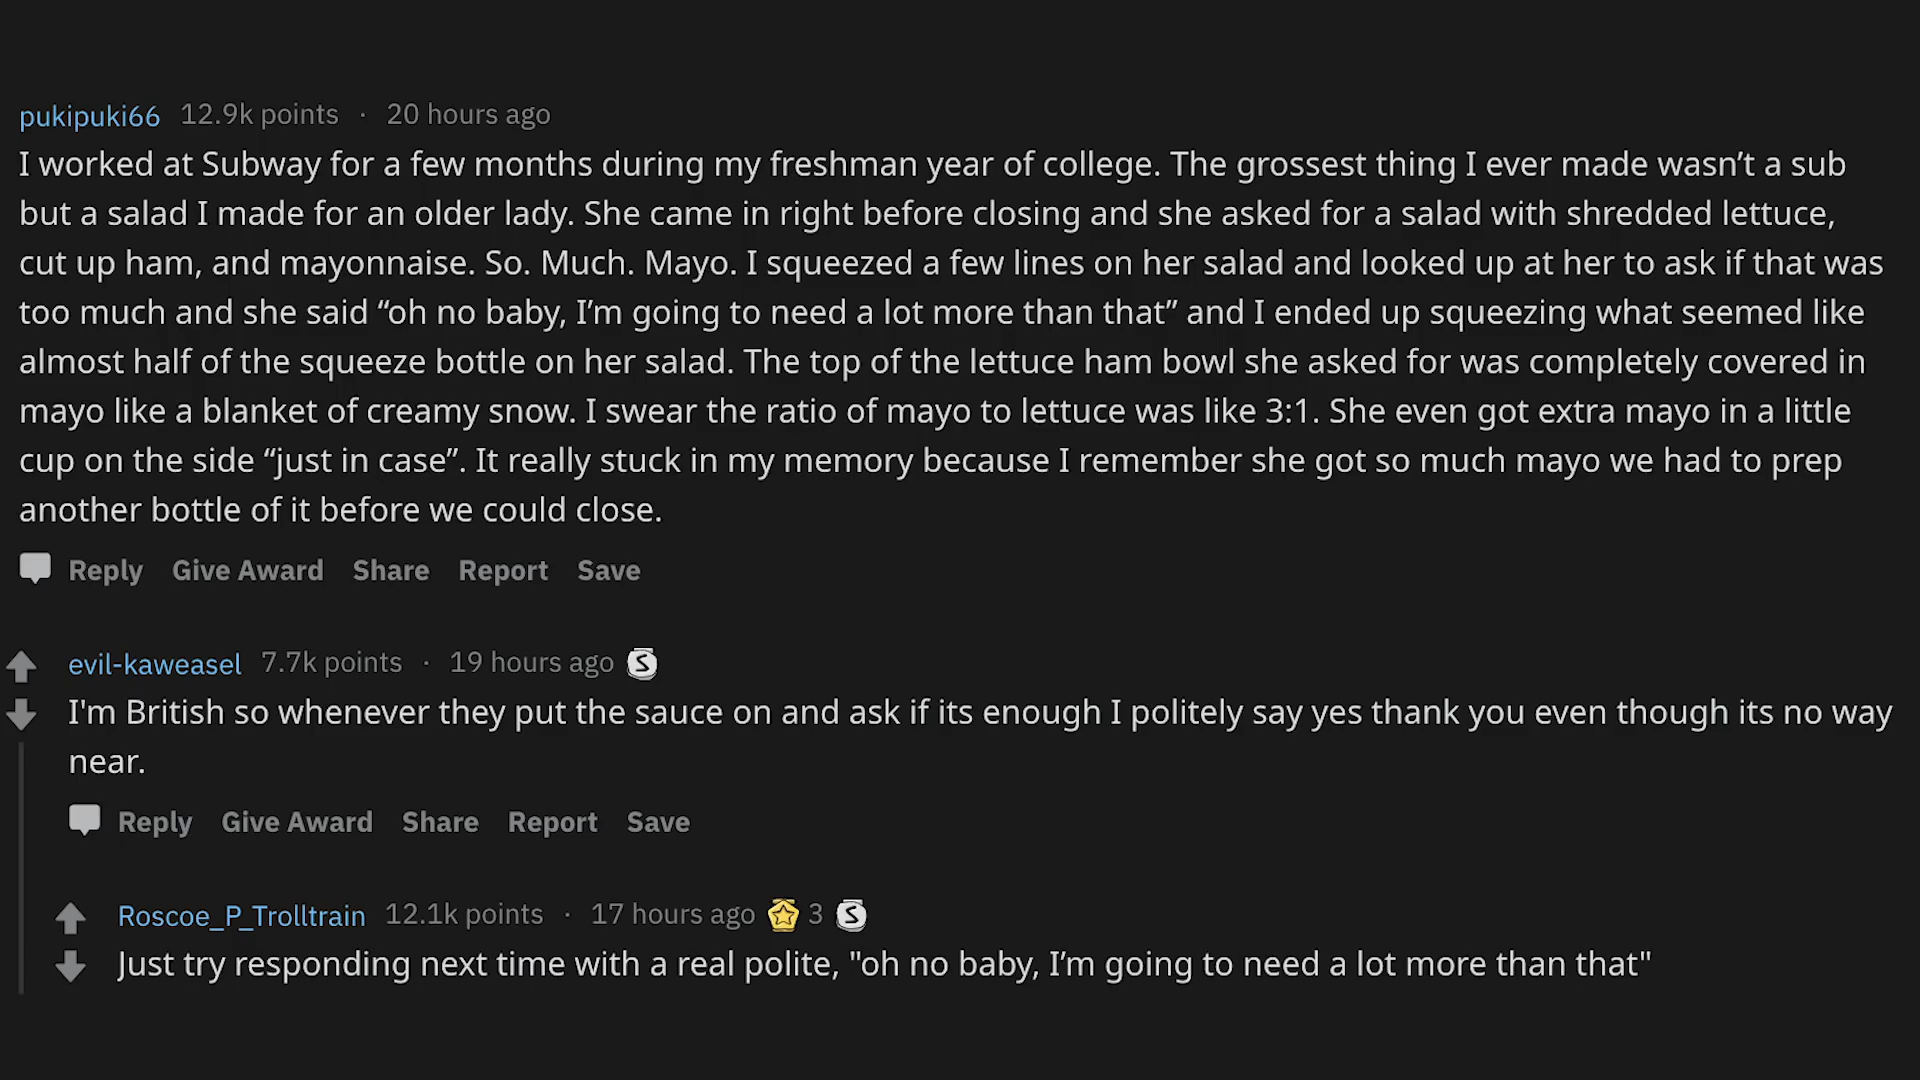 pukipuki66 12.9k points · 20 hours ago
I worked at Subway for a few months during my freshman year of college. The grossest thing I ever made wasn’t a sub
but a salad I made for an older lady. She came in right before closing and she asked for a salad with shredded lettuce,
cut up ham, and mayonnaise. So. Much. Mayo. I squeezed a few lines on her salad and looked up at her to ask if that was
too much and she said “oh no baby, I’m going to need a lot more than that” and I ended up squeezing what seemed like
almost half of the squeeze bottle on her salad. The top of the lettuce ham bowl she asked for was completely covered in
mayo like a blanket of creamy snow. I swear the ratio of mayo to lettuce was like 3:1. She even got extra mayo in a little
cup on the side “just in case”. It really stuck in my memory because I remember she got so much mayo we had to prep
another bottle of it before we could close.
Reply Give Award Share Report Save
evil-kaweasel 7.7k points · 19 hours ago S
I'm British so whenever they put the sauce on and ask if its enough I politely say yes thank you even though its no way
near.
Reply Give Award Share Report Save
Roscoe_P_Trolltrain 12.1k points · 17 hours ago 3 S
Just try responding next time with a real polite, "oh no baby, I’m going to need a lot more than that"